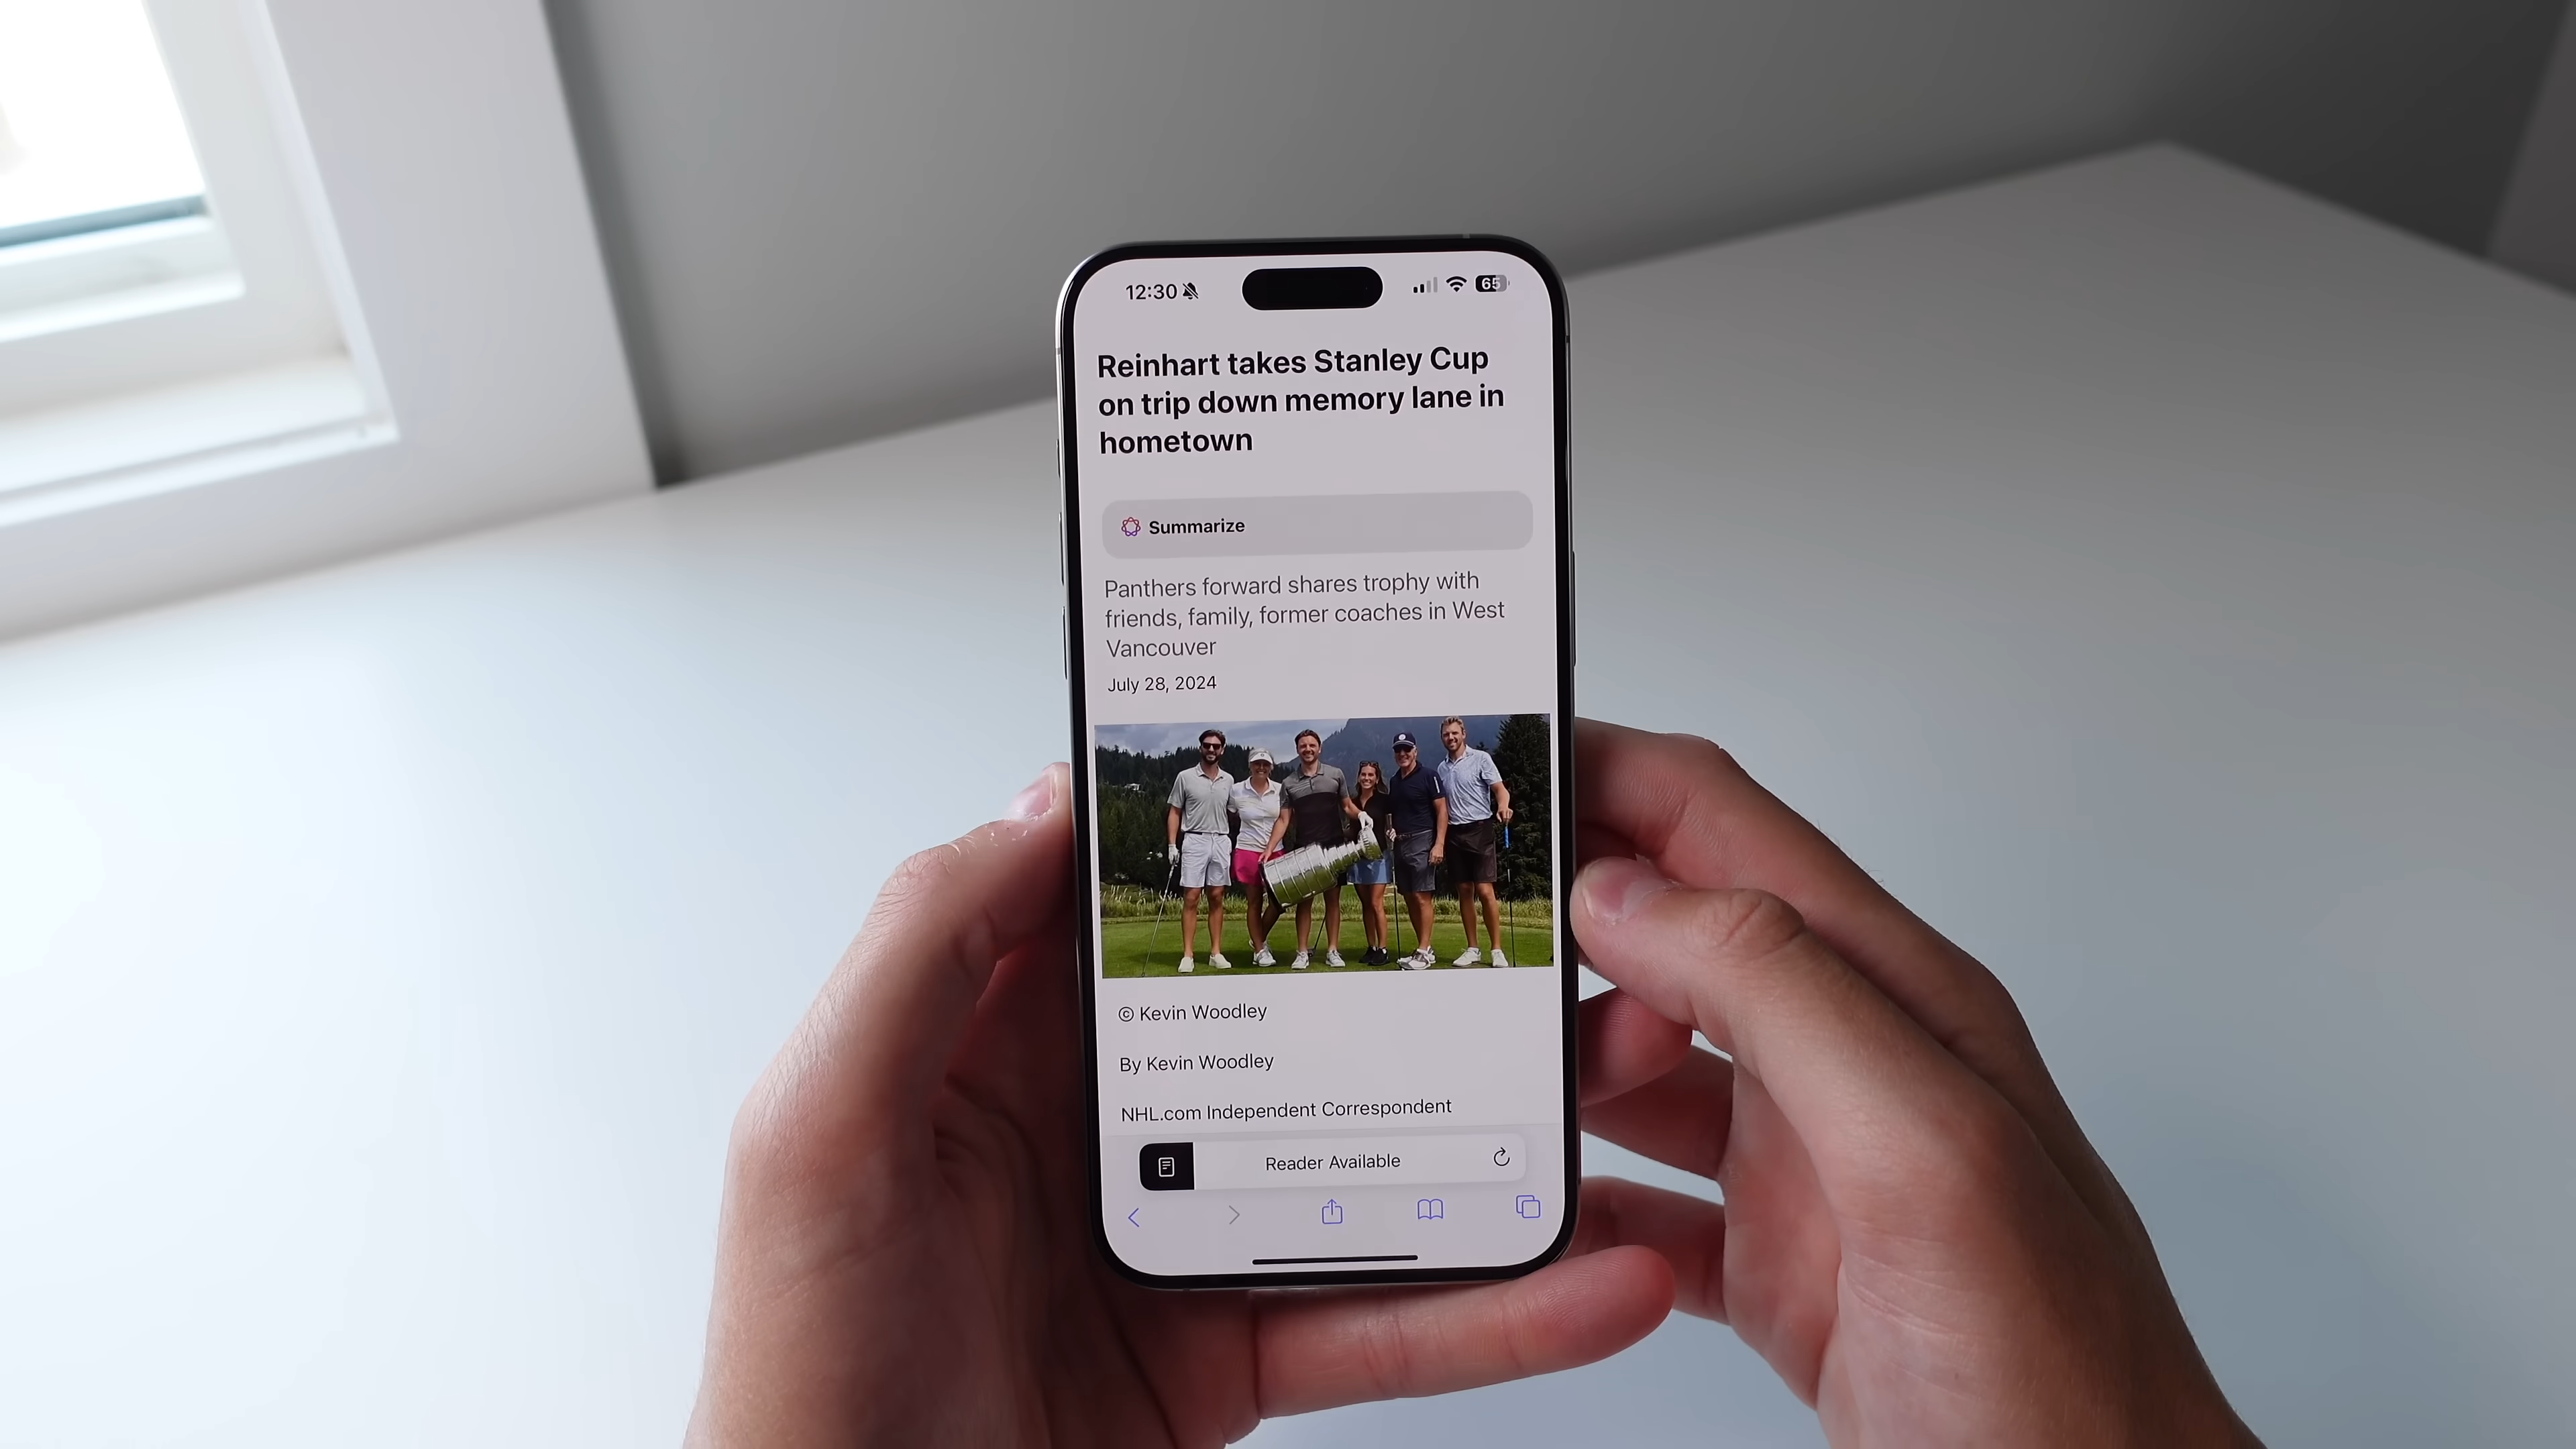 12:30
65
Reinhart takes Stanley Cup
on trip down memory lane in
hometown
Summarize
Panthers forward shares trophy with
friends, family, former coaches in West
Vancouver
July 28, 2024
© Kevin Woodley
By Kevin Woodley
NHL.com Independent Correspondent
Reader Available